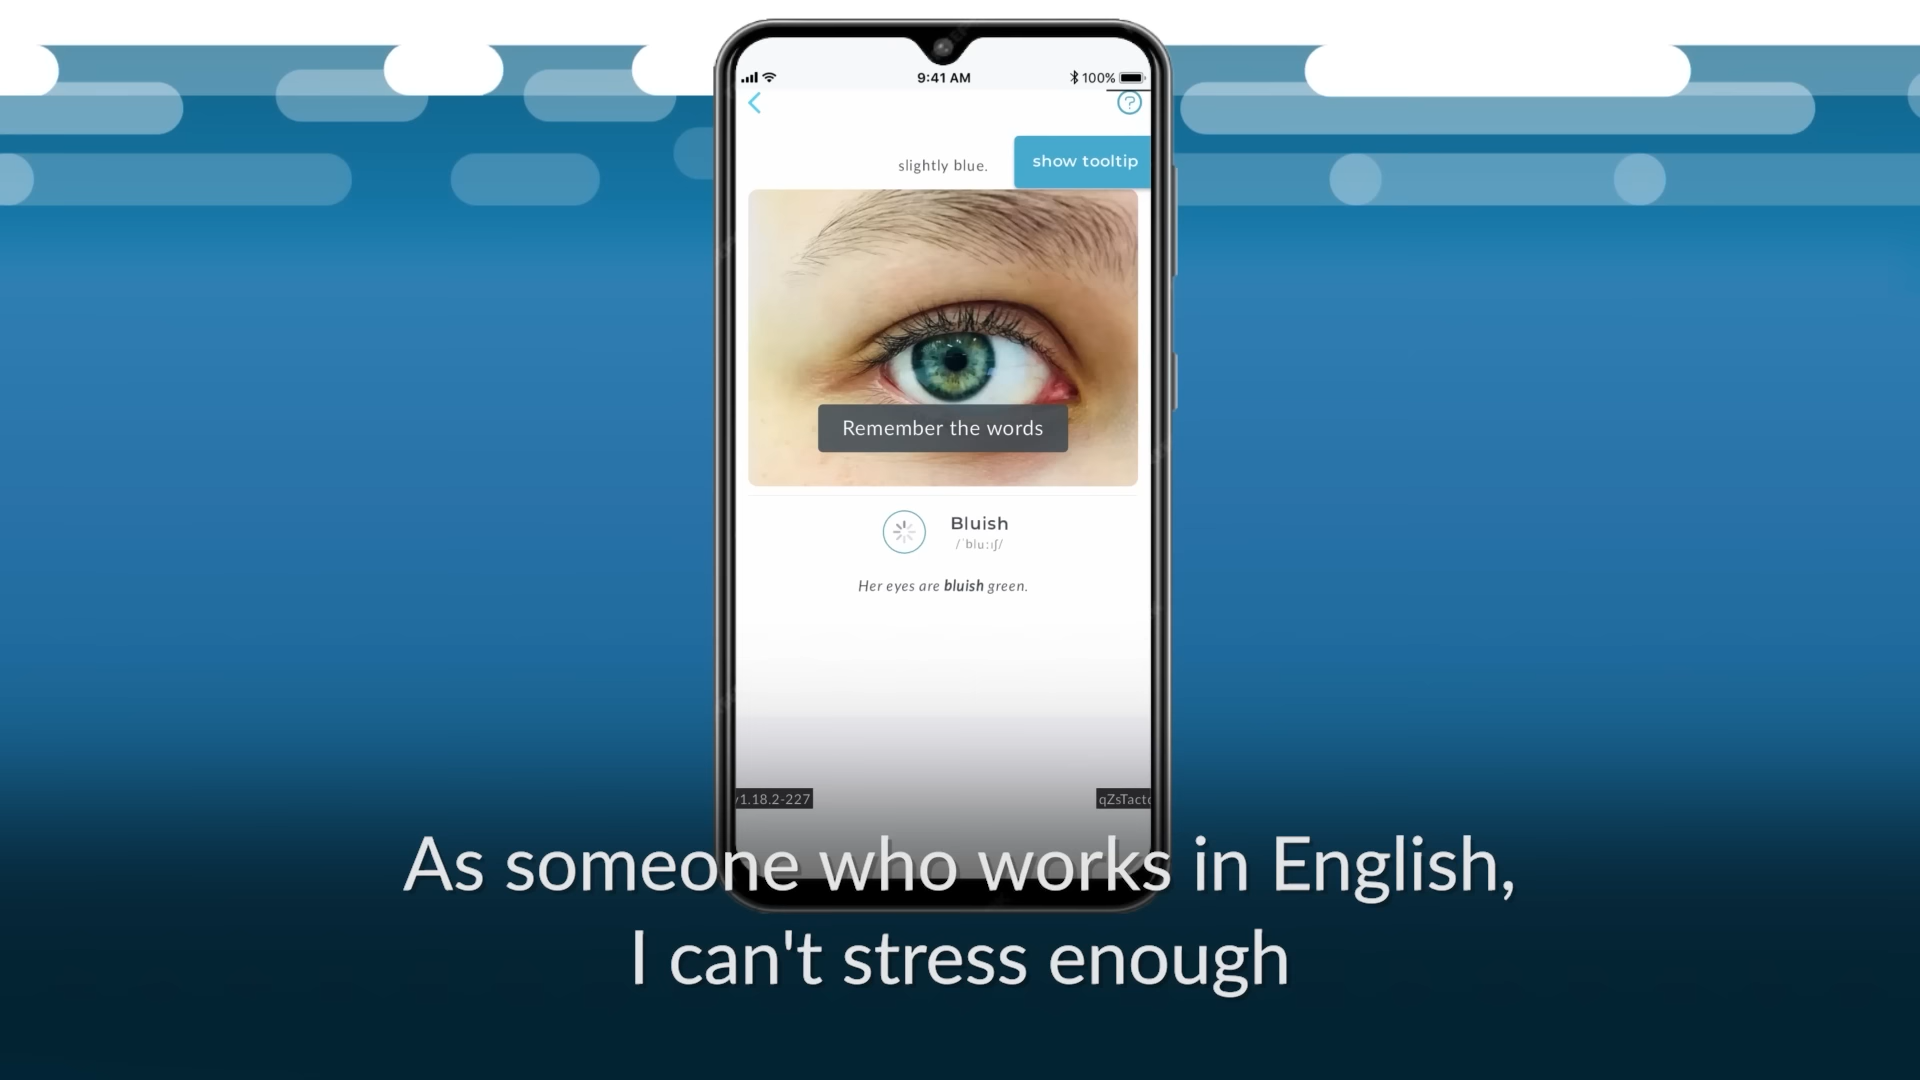 9:41 AM
100%
?
slightly blue.
show tooltip
Remember the words
Bluish
/ˈbluːɪʃ/
Her eyes are bluish green.
v1.18.2-227
qZsTact
As someone who works in English,
I can't stress enough